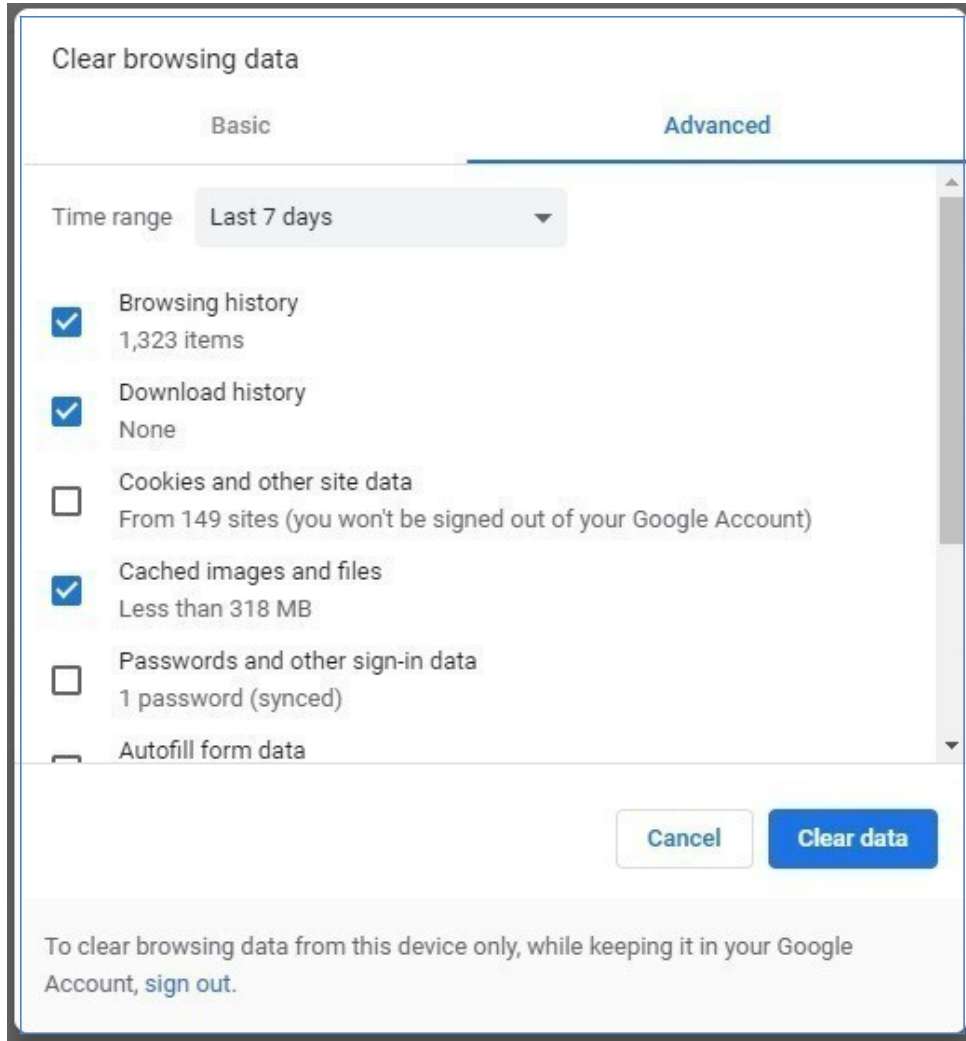 Clear browsing data
Basic
Advanced
Time range
Last 7 days
Browsing history
1,323 items
Download history
None
Cookies and other site data
From 149 sites (you won't be signed out of your Google Account)
Cached images and files
Less than 318 MB
Passwords and other sign-in data
1 password (synced)
Autofill form data
Cancel
Clear data
To clear browsing data from this device only, while keeping it in your Google
Account, sign out.